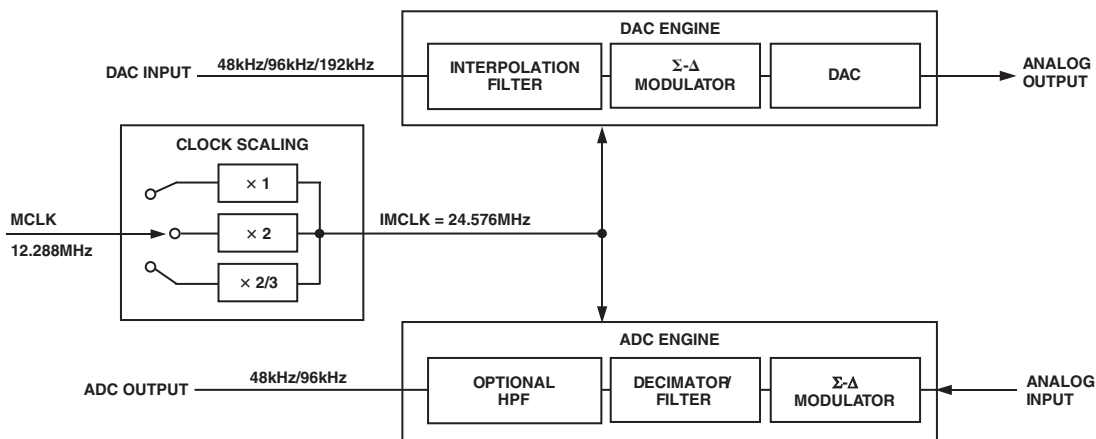 DAC ENGINE
DAC INPUT
48kHz/96kHz/192kHz
INTERPOLATION
FILTER
Σ-Δ
MODULATOR
DAC
ANALOG
OUTPUT
CLOCK SCALING
× 1
MCLK
12.288MHz
× 2
IMCLK = 24.576MHz
× 2/3
ADC ENGINE
ADC OUTPUT
48kHz/96kHz
OPTIONAL
HPF
DECIMATOR/
FILTER
Σ-Δ
MODULATOR
ANALOG
INPUT